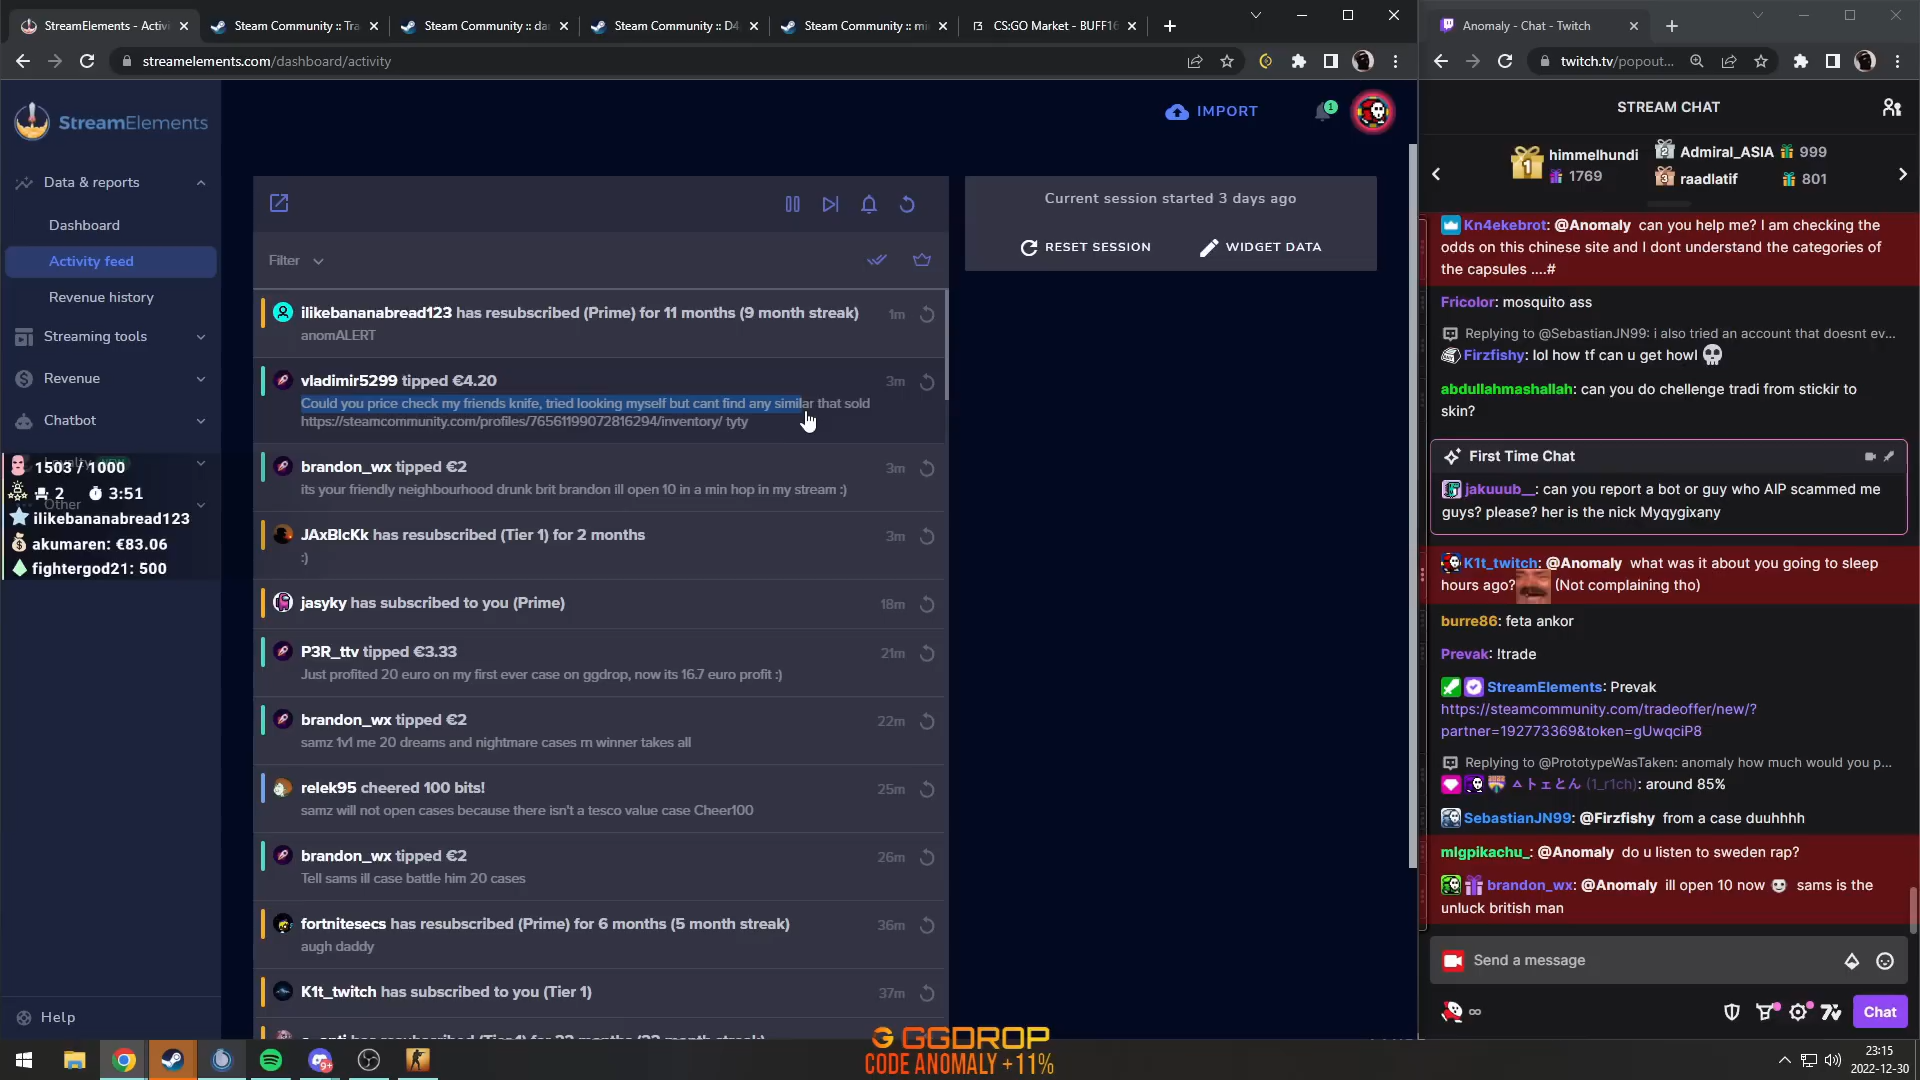 StreamElements - Activi
Steam Community :: Tra
Steam Community :: da
Steam Community :: D4
Steam Community :: mi
CS:GO Market - BUFF16
Anomaly - Chat - Twitch
streamelements.com/dashboard/activity
twitch.tv/popout...
StreamElements
IMPORT
1
STREAM CHAT
Data & reports
Dashboard
Activity feed
Revenue history
Streaming tools
Revenue
Chatbot
Loyalty
Other
1503 / 1000
2 3:51
ilikebananabread123
akumaren: €83.06
fightergod21: 500
Help
Filter
ilikebananabread123 has resubscribed (Prime) for 11 months (9 month streak) 1m
anomALERT
vladimir5299 tipped €4.20 3m
Could you price check my friends knife, tried looking myself but cant find any similar that sold
https://steamcommunity.com/profiles/76561199072816294/inventory/ tyty
brandon_wx tipped €2 3m
its your friendly neighbourhood drunk brit brandon ill open 10 in a min hop in my stream :)
JAxBlcKk has resubscribed (Tier 1) for 2 months 3m
:)
jasyky has subscribed to you (Prime) 18m
P3R_ttv tipped €3.33 21m
Just profited 20 euro on my first ever case on ggdrop, now its 16.7 euro profit :)
brandon_wx tipped €2 22m
samz 1v1 me 20 dreams and nightmare cases rn winner takes all
relek95 cheered 100 bits! 25m
samz will not open cases because there isn't a tesco value case Cheer100
brandon_wx tipped €2 26m
Tell sams ill case battle him 20 cases
fortnitesecs has resubscribed (Prime) for 6 months (5 month streak) 36m
augh daddy
K1t_twitch has subscribed to you (Tier 1) 37m
Current session started 3 days ago
RESET SESSION
WIDGET DATA
1 himmelhundi 1769
2 Admiral_ASIA 999
3 raadlatif 801
Kn4ekebrot: @Anomaly can you help me? I am checking the
odds on this chinese site and I dont understand the categories of
the capsules ....#
Fricolor: mosquito ass
Replying to @SebastianJN99: i also tried an account that doesnt ev...
Firzfishy: lol how tf can u get howl
abdullahmashallah: can you do chellenge tradi from stickir to
skin?
First Time Chat
jakuuub__: can you report a bot or guy who AIP scammed me
guys? please? her is the nick Myqygixany
K1t_twitch: @Anomaly what was it about you going to sleep
hours ago? (Not complaining tho)
burre86: feta ankor
Prevak: !trade
StreamElements: Prevak
https://steamcommunity.com/tradeoffer/new/?
partner=192773369&token=gUwqciP8
Replying to @PrototypeWasTaken: anomaly how much would you p...
ムトェとん (1_r1ch): around 85%
SebastianJN99: @Firzfishy from a case duuhhhh
mlgpikachu_: @Anomaly do u listen to sweden rap?
brandon_wx: @Anomaly ill open 10 now sams is the
unluck british man
Send a message
∞
Chat
GGDROP
CODE ANOMALY +11%
9+
23:15
2022-12-30